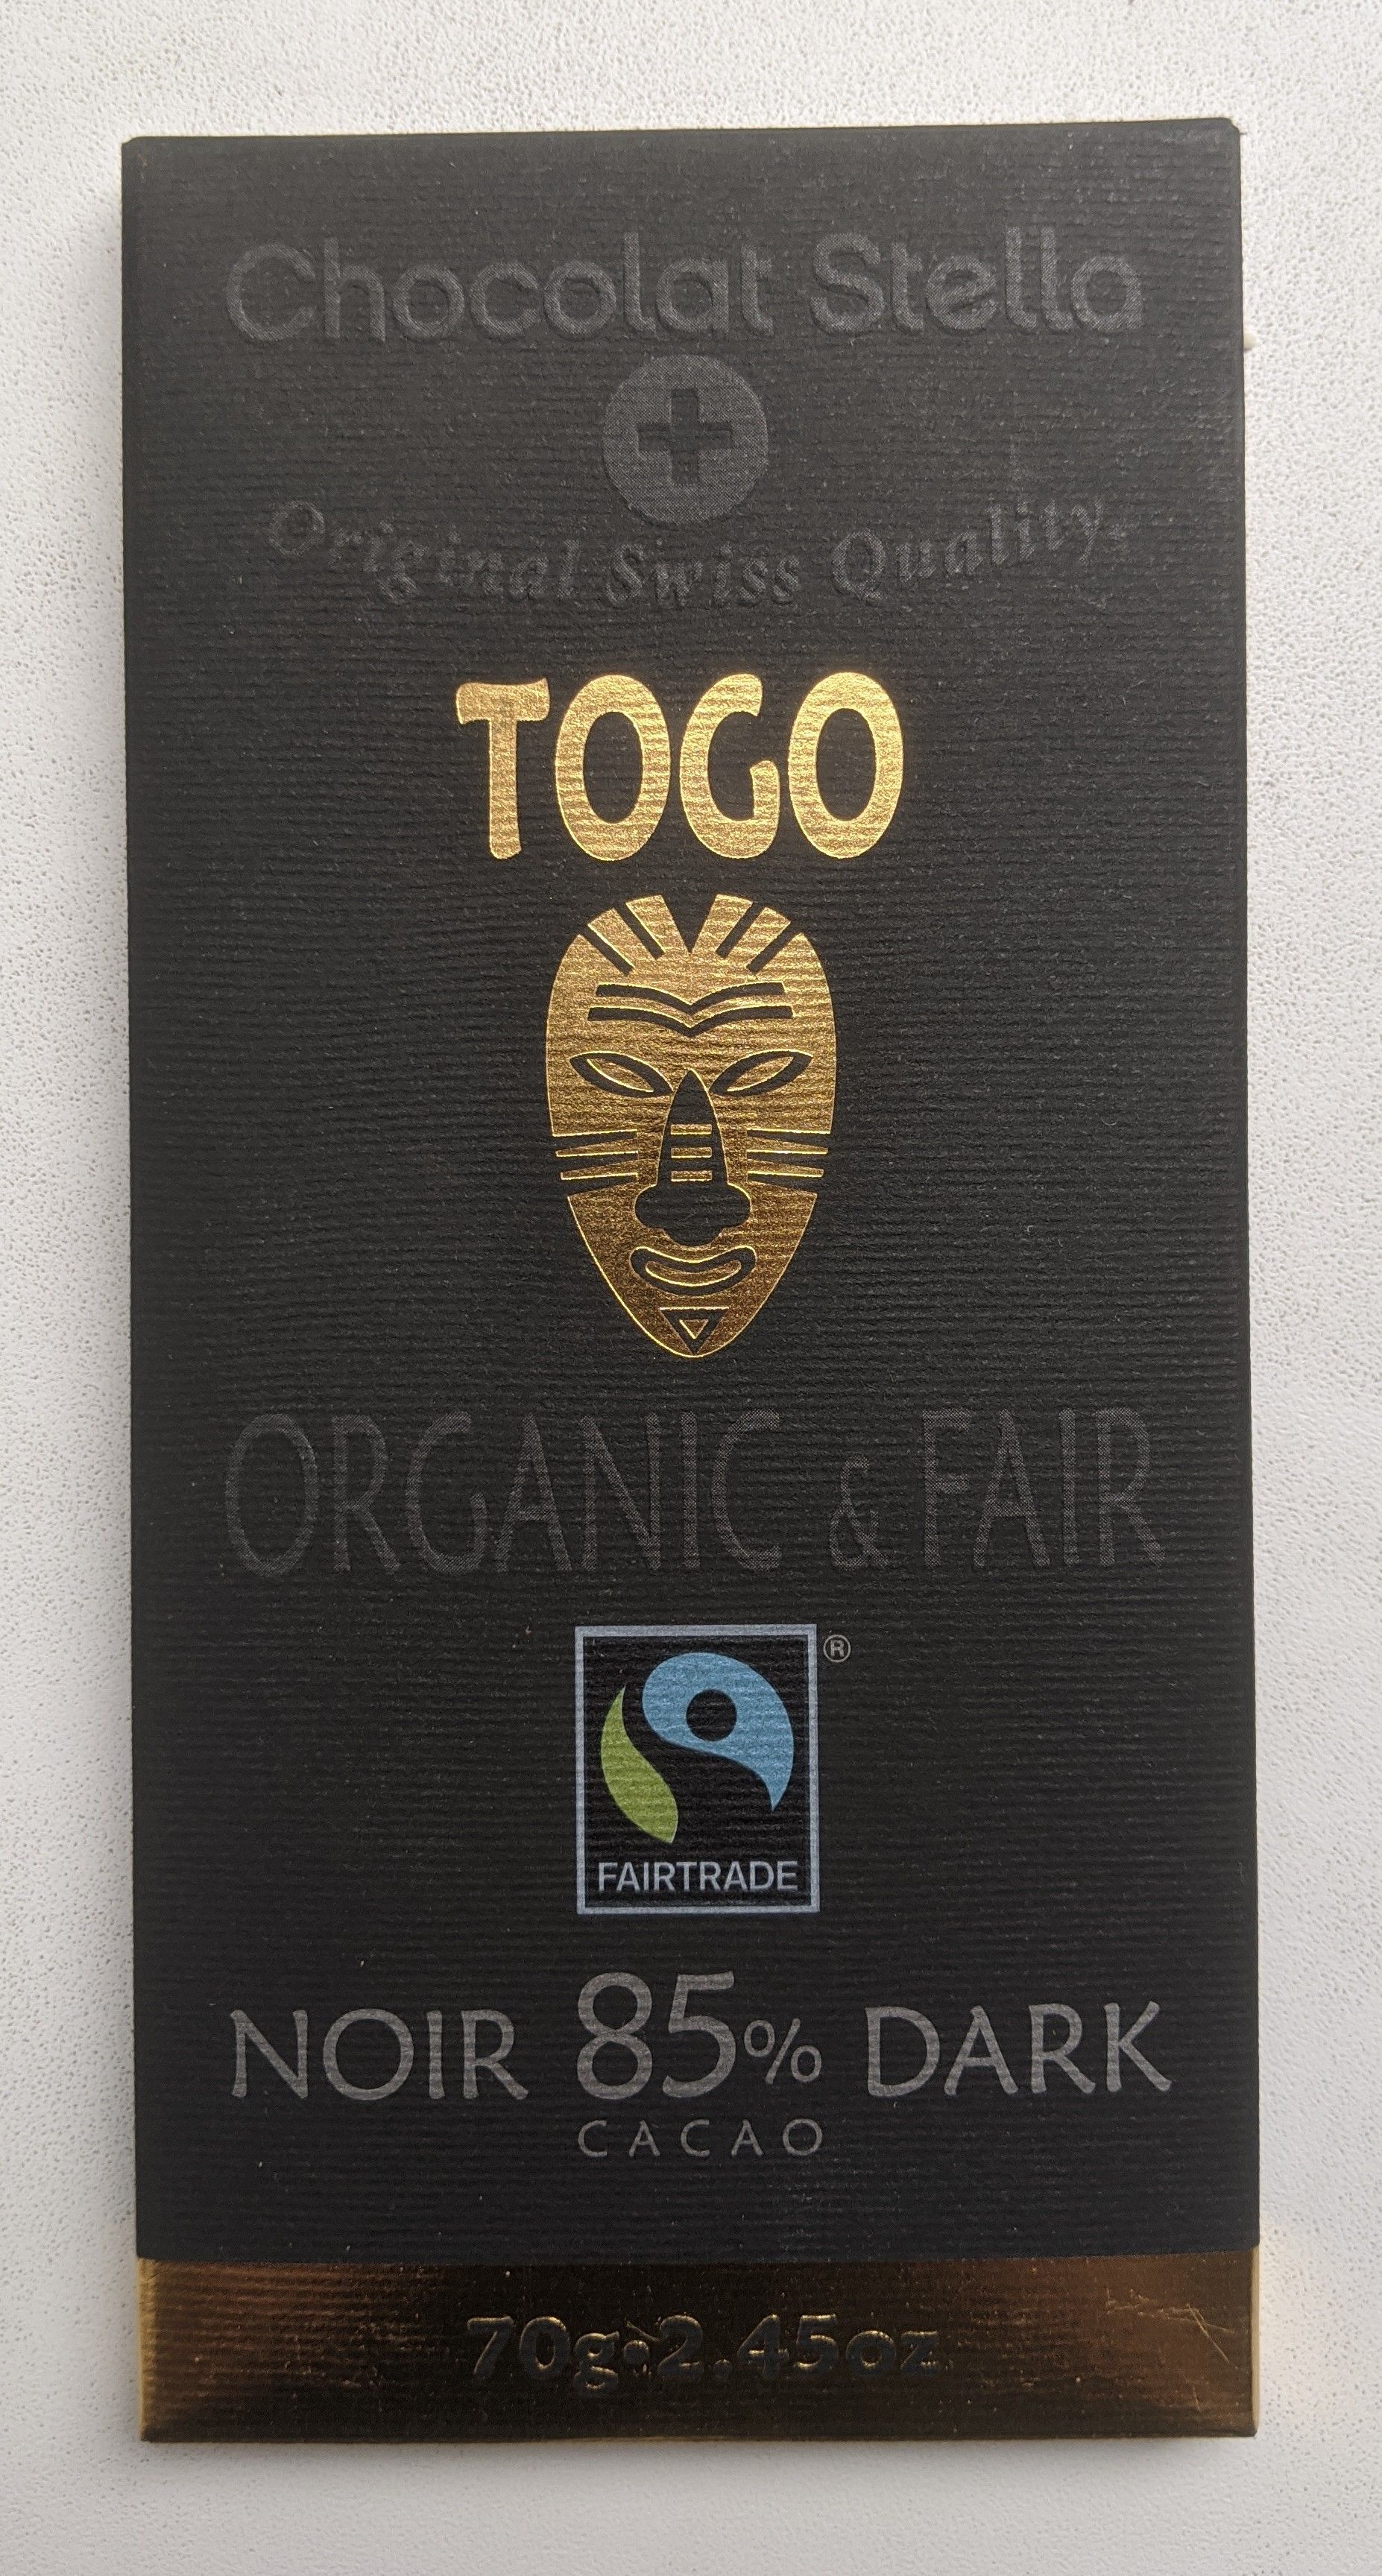 Chocolat Stella
Original Swiss Quality.
TOGO
ORGANIC & FAIR
®
FAIRTRADE
NOIR 85% DARK
CACAO
70g•2.45oz